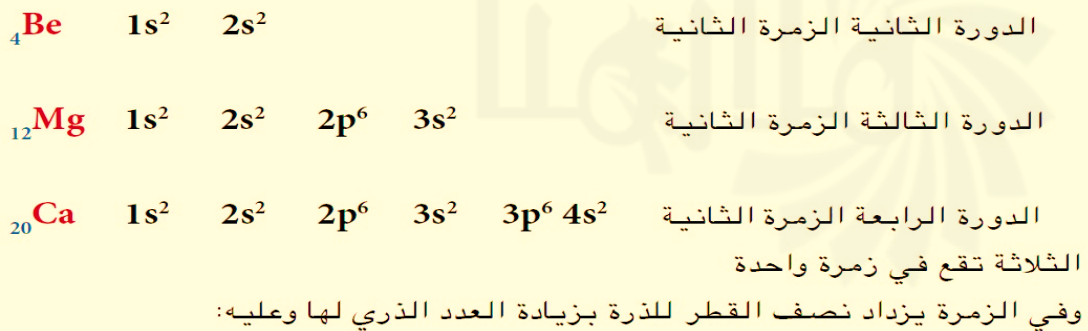 ₄Be 1s² 2s² الدورة الثانية الزمرة الثانية
₁₂Mg 1s² 2s² 2p⁶ 3s² الدورة الثالثة الزمرة الثانية
₂₀Ca 1s² 2s² 2p⁶ 3s² 3p⁶ 4s² الدورة الرابعة الزمرة الثانية
الثلاثة تقع في زمرة واحدة
وفي الزمرة يزداد نصف القطر للذرة بزيادة العدد الذري لها وعليه: